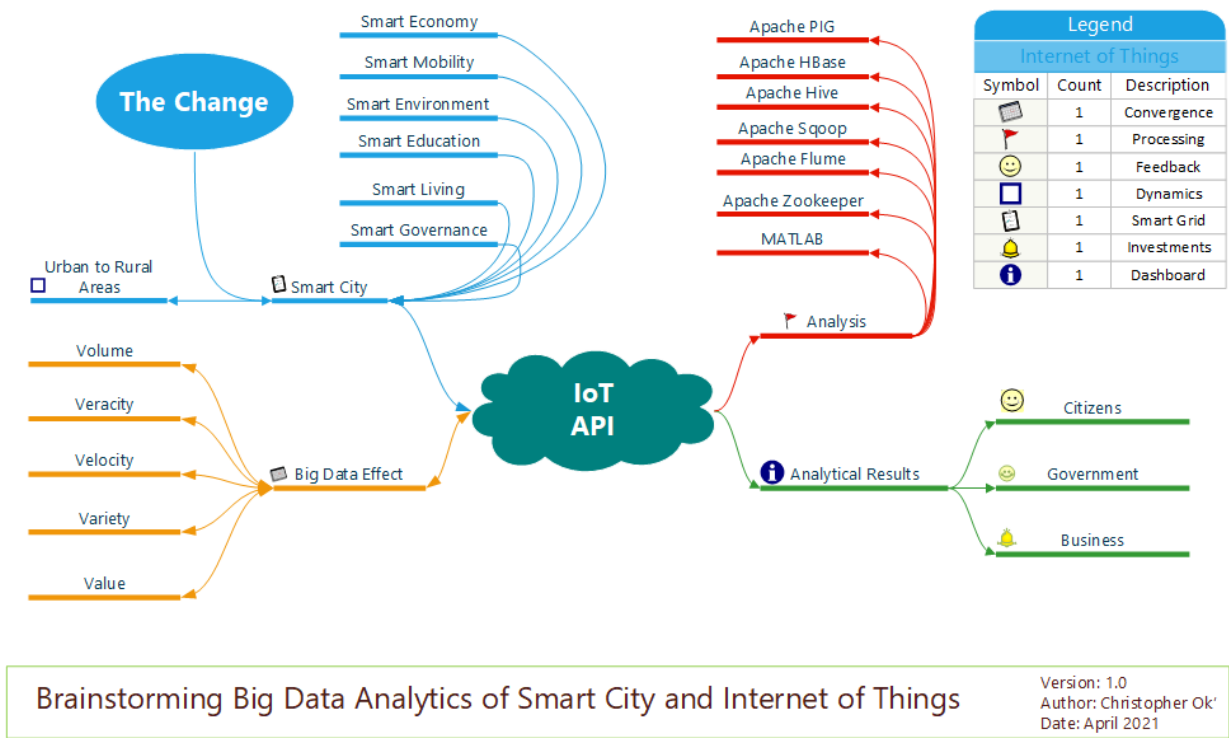 The Change
Smart Economy
Smart Mobility
Smart Environment
Smart Education
Smart Living
Smart Governance
Urban to Rural
Areas
Smart City
Volume
Veracity
Velocity
Variety
Value
Big Data Effect
IoT
API
Apache PIG
Apache HBase
Apache Hive
Apache Sqoop
Apache Flume
Apache Zookeeper
MATLAB
Analysis
Analytical Results
Citizens
Government
Business
Legend
Internet of Things
Symbol Count Description
1 Convergence
1 Processing
1 Feedback
1 Dynamics
1 Smart Grid
1 Investments
1 Dashboard
Brainstorming Big Data Analytics of Smart City and Internet of Things
Version: 1.0
Author: Christopher Ok'
Date: April 2021